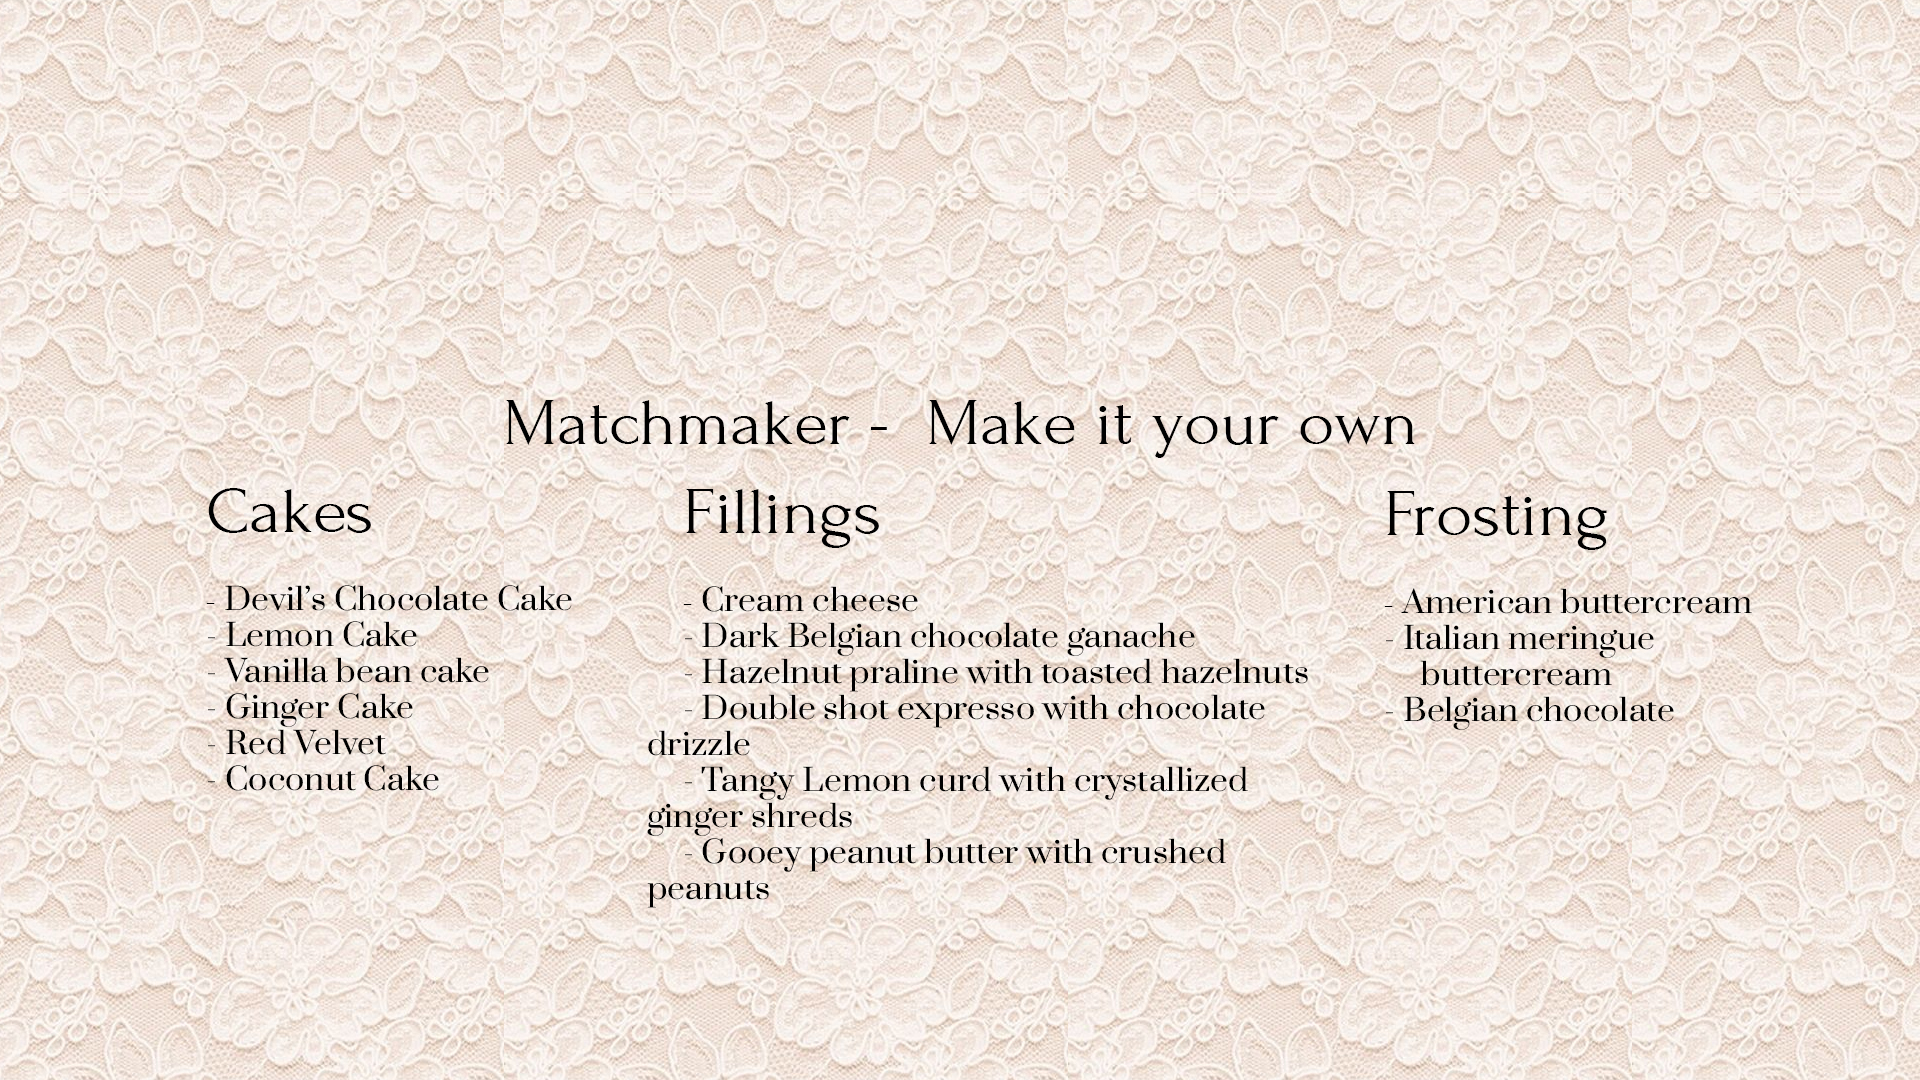 Matchmaker - Make it your own
Cakes
- Devil’s Chocolate Cake
- Lemon Cake
- Vanilla bean cake
- Ginger Cake
- Red Velvet
- Coconut Cake
Fillings
- Cream cheese
- Dark Belgian chocolate ganache
- Hazelnut praline with toasted hazelnuts
- Double shot expresso with chocolate
drizzle
- Tangy Lemon curd with crystallized
ginger shreds
- Gooey peanut butter with crushed
peanuts
Frosting
- American buttercream
- Italian meringue
buttercream
- Belgian chocolate